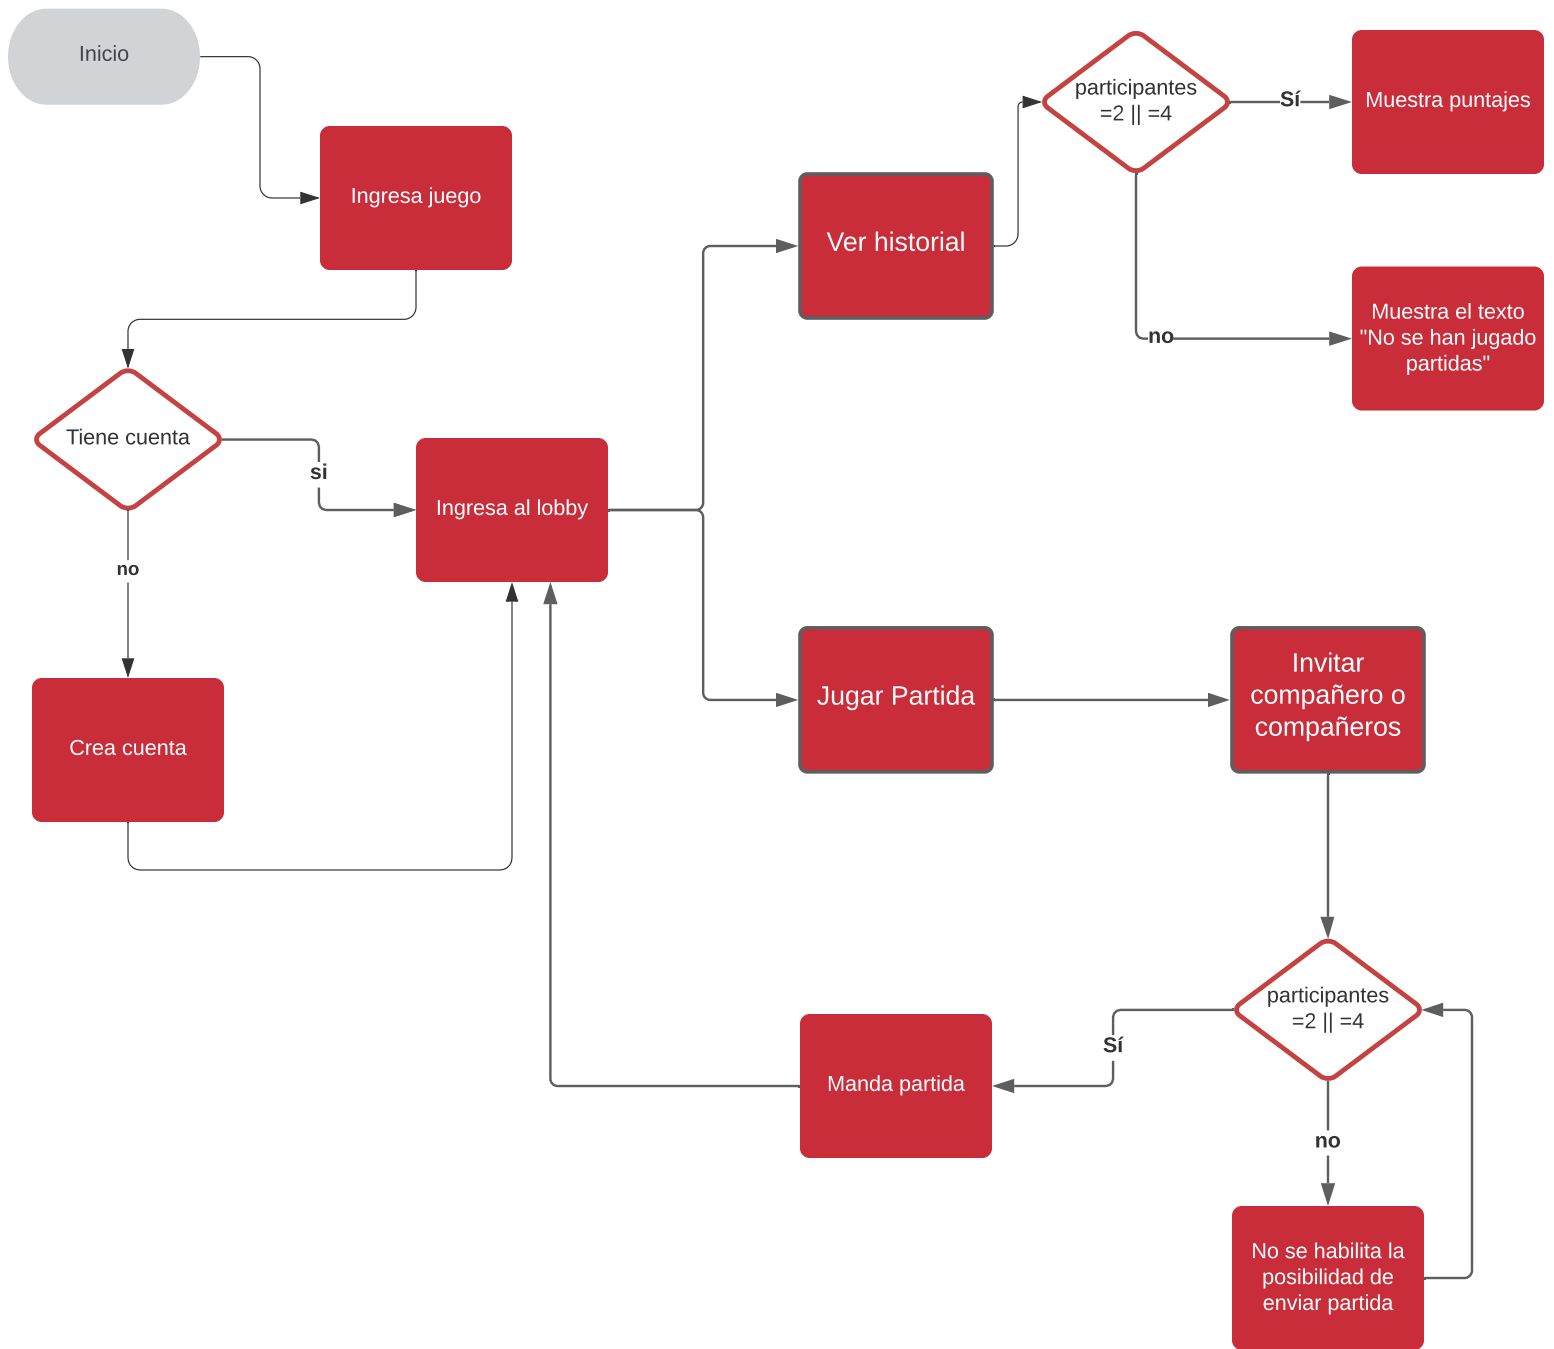 Inicio
Ingresa juego
Tiene cuenta
si
no
Crea cuenta
Ingresa al lobby
Ver historial
participantes
=2 || =4
Sí
Muestra puntajes
no
Muestra el texto
"No se han jugado
partidas"
Jugar Partida
Invitar
compañero o
compañeros
participantes
=2 || =4
Sí
Manda partida
no
No se habilita la
posibilidad de
enviar partida